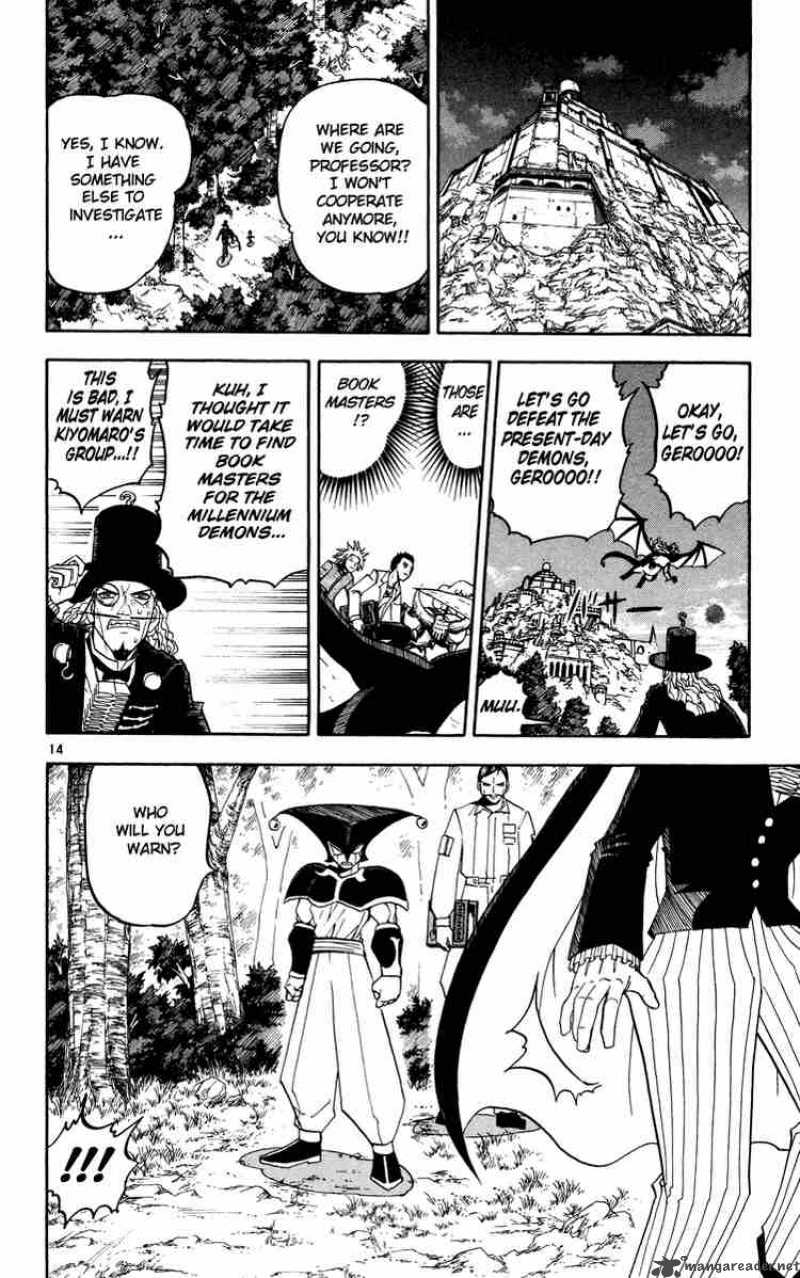 WHERE ARE
WE GOING,
PROFESSOR?
I WON'T
COOPERATE
ANYMORE,
YOU KNOW!!
YES, I KNOW.
I HAVE
SOMETHING
ELSE TO
INVESTIGATE
...
OKAY,
LET'S GO,
GEROOOO!
LET'S GO
DEFEAT THE
PRESENT-DAY
DEMONS,
GEROOOO!!
MUU.
THOSE
ARE
...
BOOK
MASTERS
!?
KUH, I
THOUGHT IT
WOULD TAKE
TIME TO FIND
BOOK
MASTERS
FOR THE
MILLENNIUM
DEMONS...
THIS
IS BAD, I
MUST WARN
KIYOMARO'S
GROUP...!!
14
WHO
WILL YOU
WARN?
!!!
mangareader.net